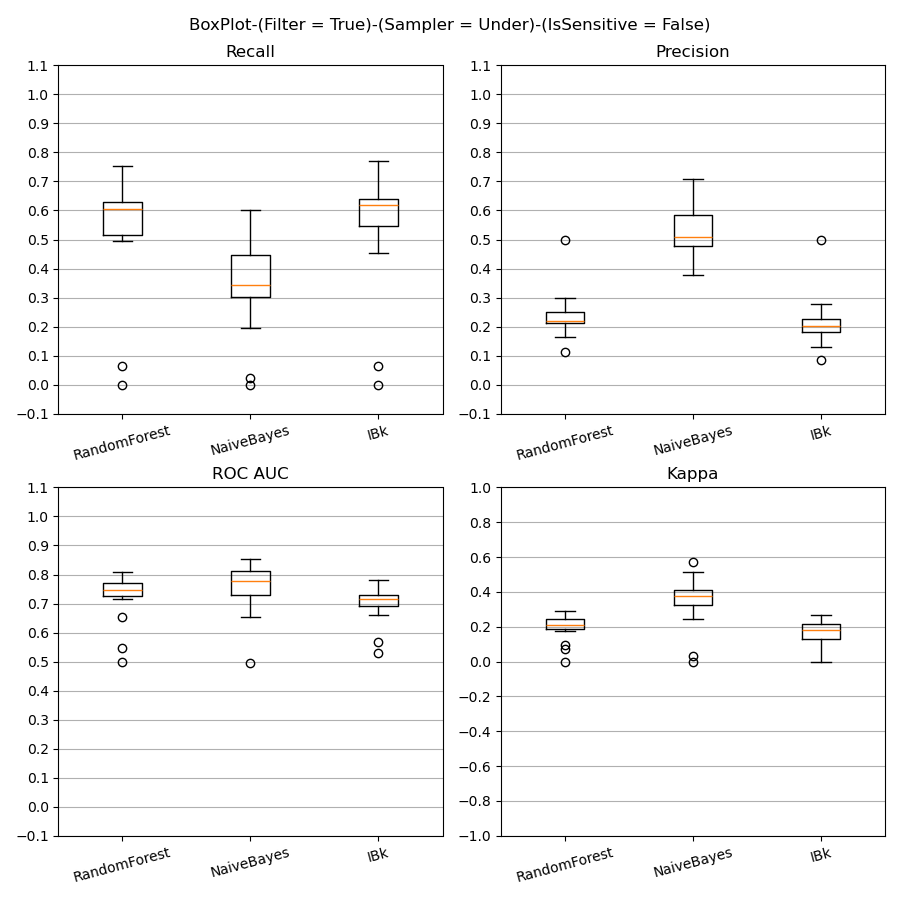 BoxPlot-(Filter = True)-(Sampler = Under)-(IsSensitive = False)
Recall
1.1
1.0
0.9
0.8
0.7
0.6
0.5
0.4
0.3
0.2
0.1
0.0
−0.1
RandomForest
NaiveBayes
IBk
Precision
1.1
1.0
0.9
0.8
0.7
0.6
0.5
0.4
0.3
0.2
0.1
0.0
−0.1
RandomForest
NaiveBayes
IBk
ROC AUC
1.1
1.0
0.9
0.8
0.7
0.6
0.5
0.4
0.3
0.2
0.1
0.0
−0.1
RandomForest
NaiveBayes
IBk
Kappa
1.0
0.8
0.6
0.4
0.2
0.0
−0.2
−0.4
−0.6
−0.8
−1.0
RandomForest
NaiveBayes
IBk